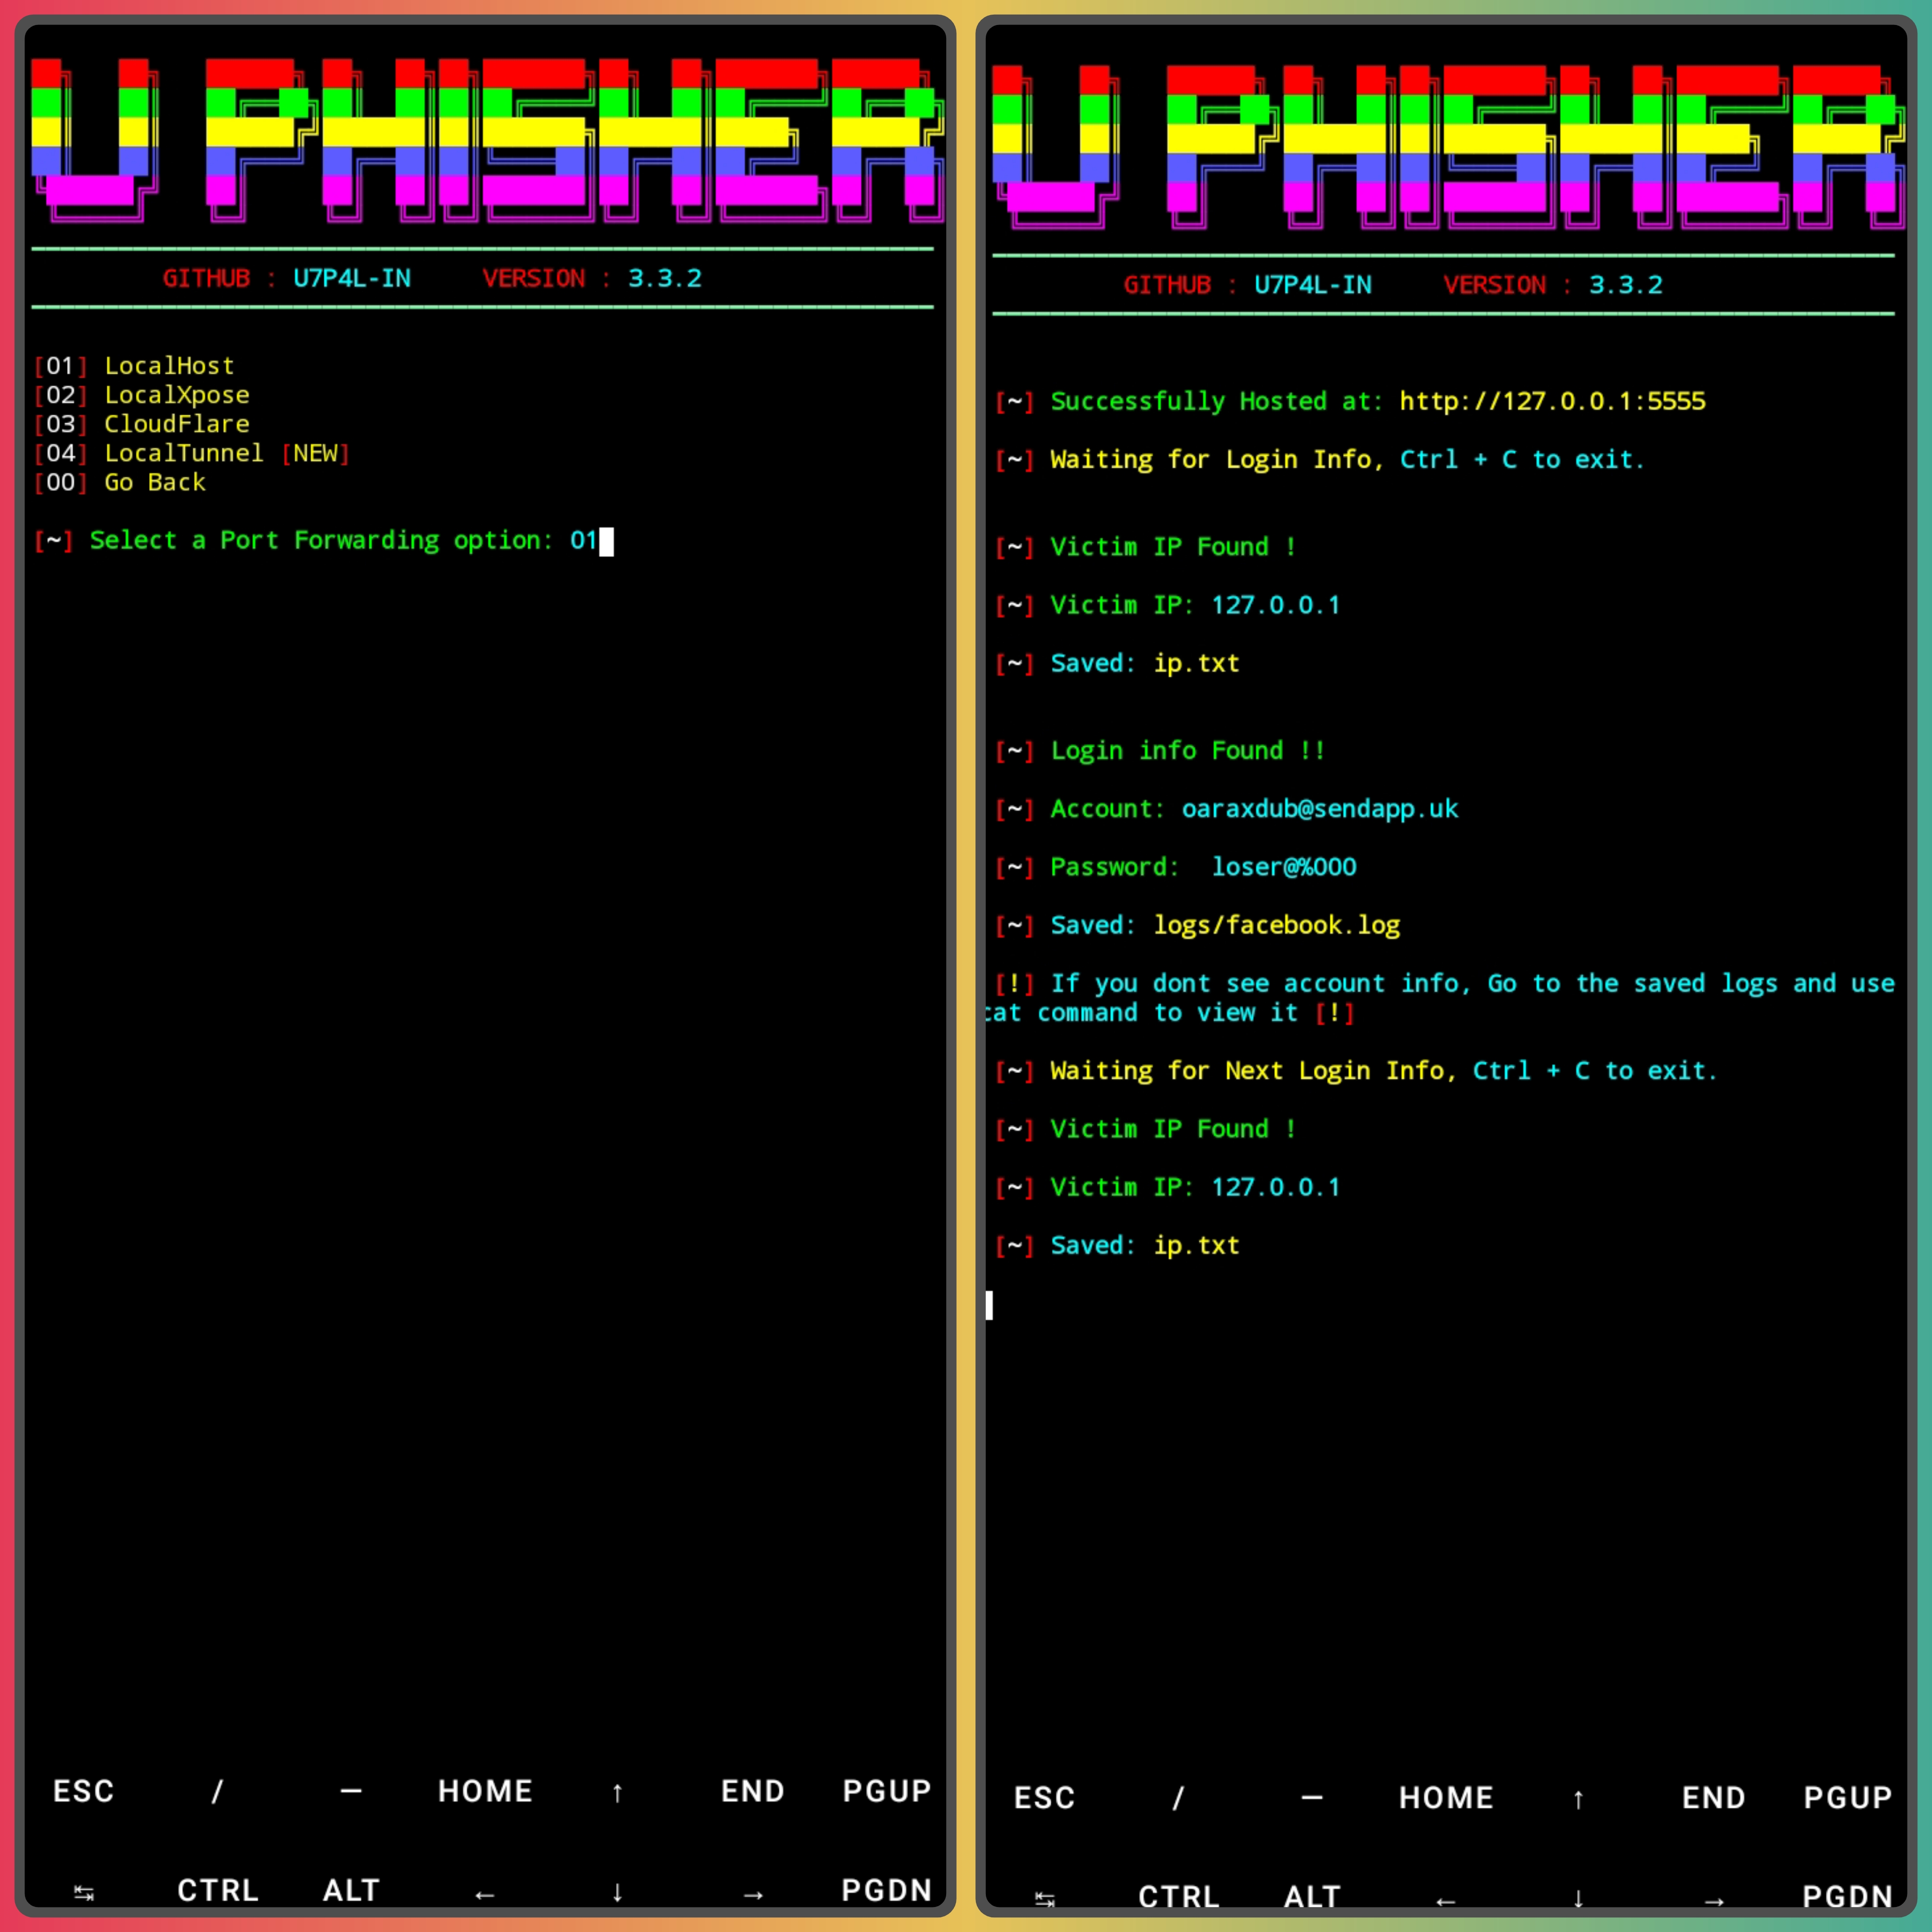 U PHISHER
GITHUB : U7P4L-IN VERSION : 3.3.2
[01] LocalHost
[02] LocalXpose
[03] CloudFlare
[04] LocalTunnel [NEW]
[00] Go Back
[~] Select a Port Forwarding option: 01
ESC / — HOME ↑ END PGUP
↹ CTRL ALT ← ↓ → PGDN
U PHISHER
GITHUB : U7P4L-IN VERSION : 3.3.2
[~] Successfully Hosted at: http://127.0.0.1:5555
[~] Waiting for Login Info, Ctrl + C to exit.
[~] Victim IP Found !
[~] Victim IP: 127.0.0.1
[~] Saved: ip.txt
[~] Login info Found !!
[~] Account: oaraxdub@sendapp.uk
[~] Password: loser@%000
[~] Saved: logs/facebook.log
[!] If you dont see account info, Go to the saved logs and use
cat command to view it [!]
[~] Waiting for Next Login Info, Ctrl + C to exit.
[~] Victim IP Found !
[~] Victim IP: 127.0.0.1
[~] Saved: ip.txt
ESC / — HOME ↑ END PGUP
↹ CTRL ALT ← ↓ → PGDN